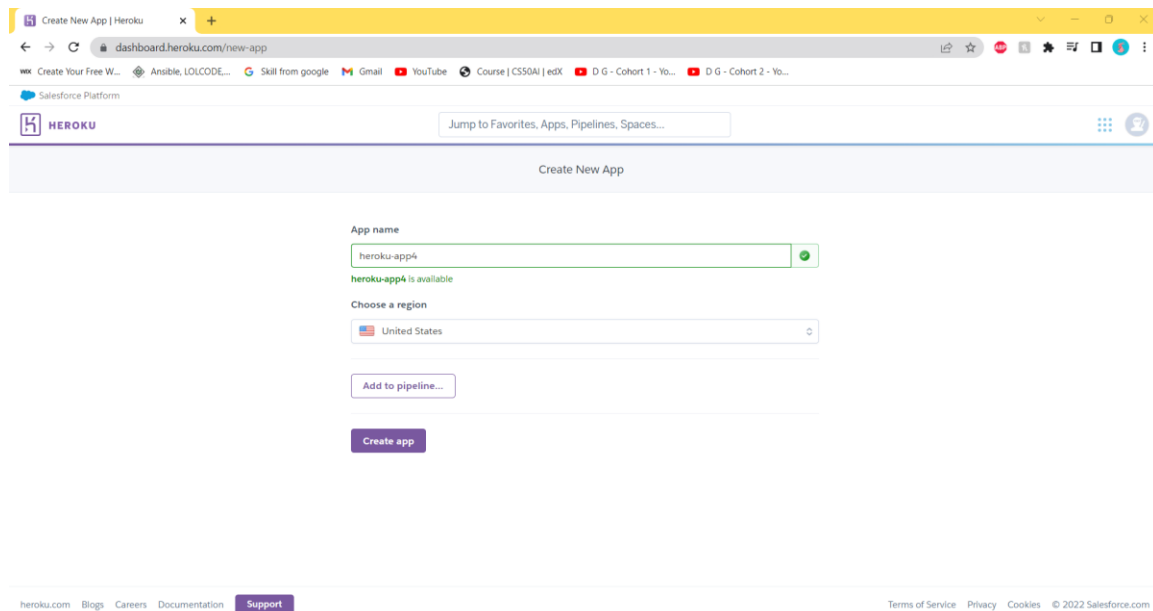 Create New App | Heroku
dashboard.heroku.com/new-app
WIX Create Your Free W... Ansible, LOLCODE,... G Skill from google Gmail YouTube Course | CS50AI | edX D G - Cohort 1 - Yo... D G - Cohort 2 - Yo...
Salesforce Platform
HEROKU Jump to Favorites, Apps, Pipelines, Spaces...
Create New App
App name
heroku-app4
heroku-app4 is available
Choose a region
United States
Add to pipeline...
Create app
heroku.com Blogs Careers Documentation Support Terms of Service Privacy Cookies © 2022 Salesforce.com